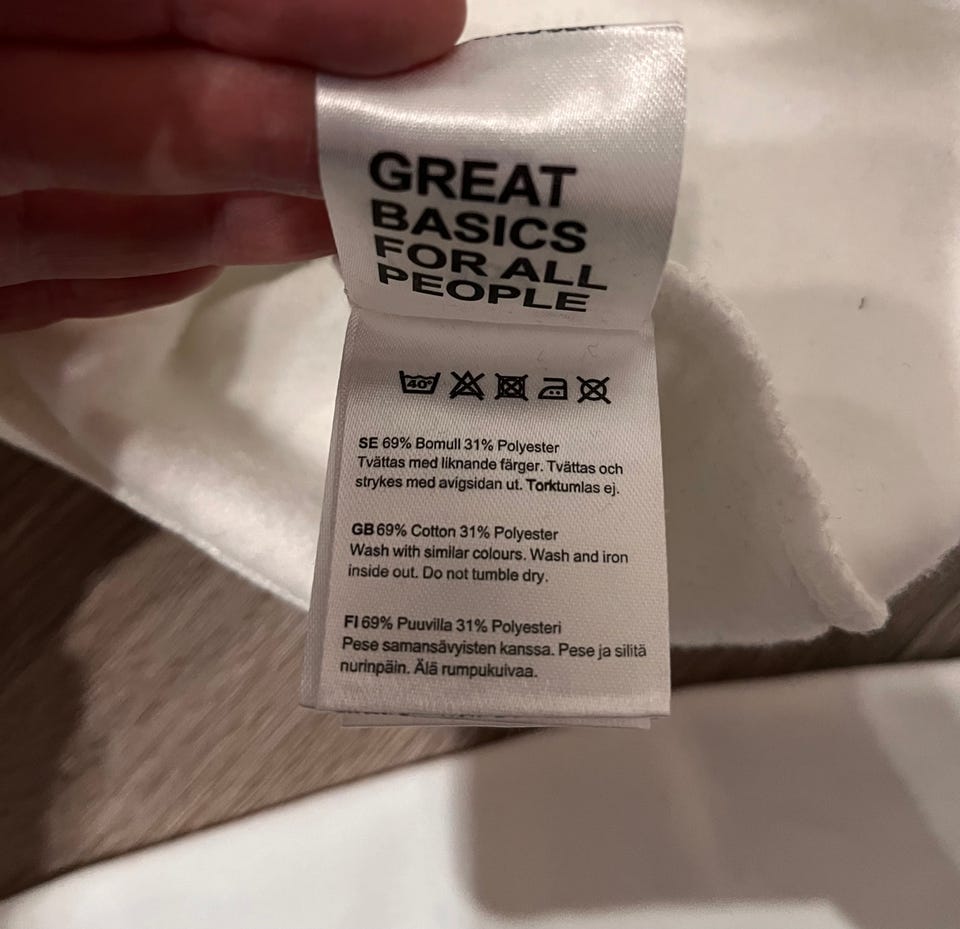 GREAT
BASICS
FOR ALL
PEOPLE
40°
SE 69% Bomull 31% Polyester
Tvättas med liknande färger. Tvättas och
strykes med avigsidan ut. Torktumlas ej.
GB 69% Cotton 31% Polyester
Wash with similar colours. Wash and iron
inside out. Do not tumble dry.
FI 69% Puuvilla 31% Polyesteri
Pese samansävyisten kanssa. Pese ja silitä
nurinpäin. Älä rumpukuivaa.